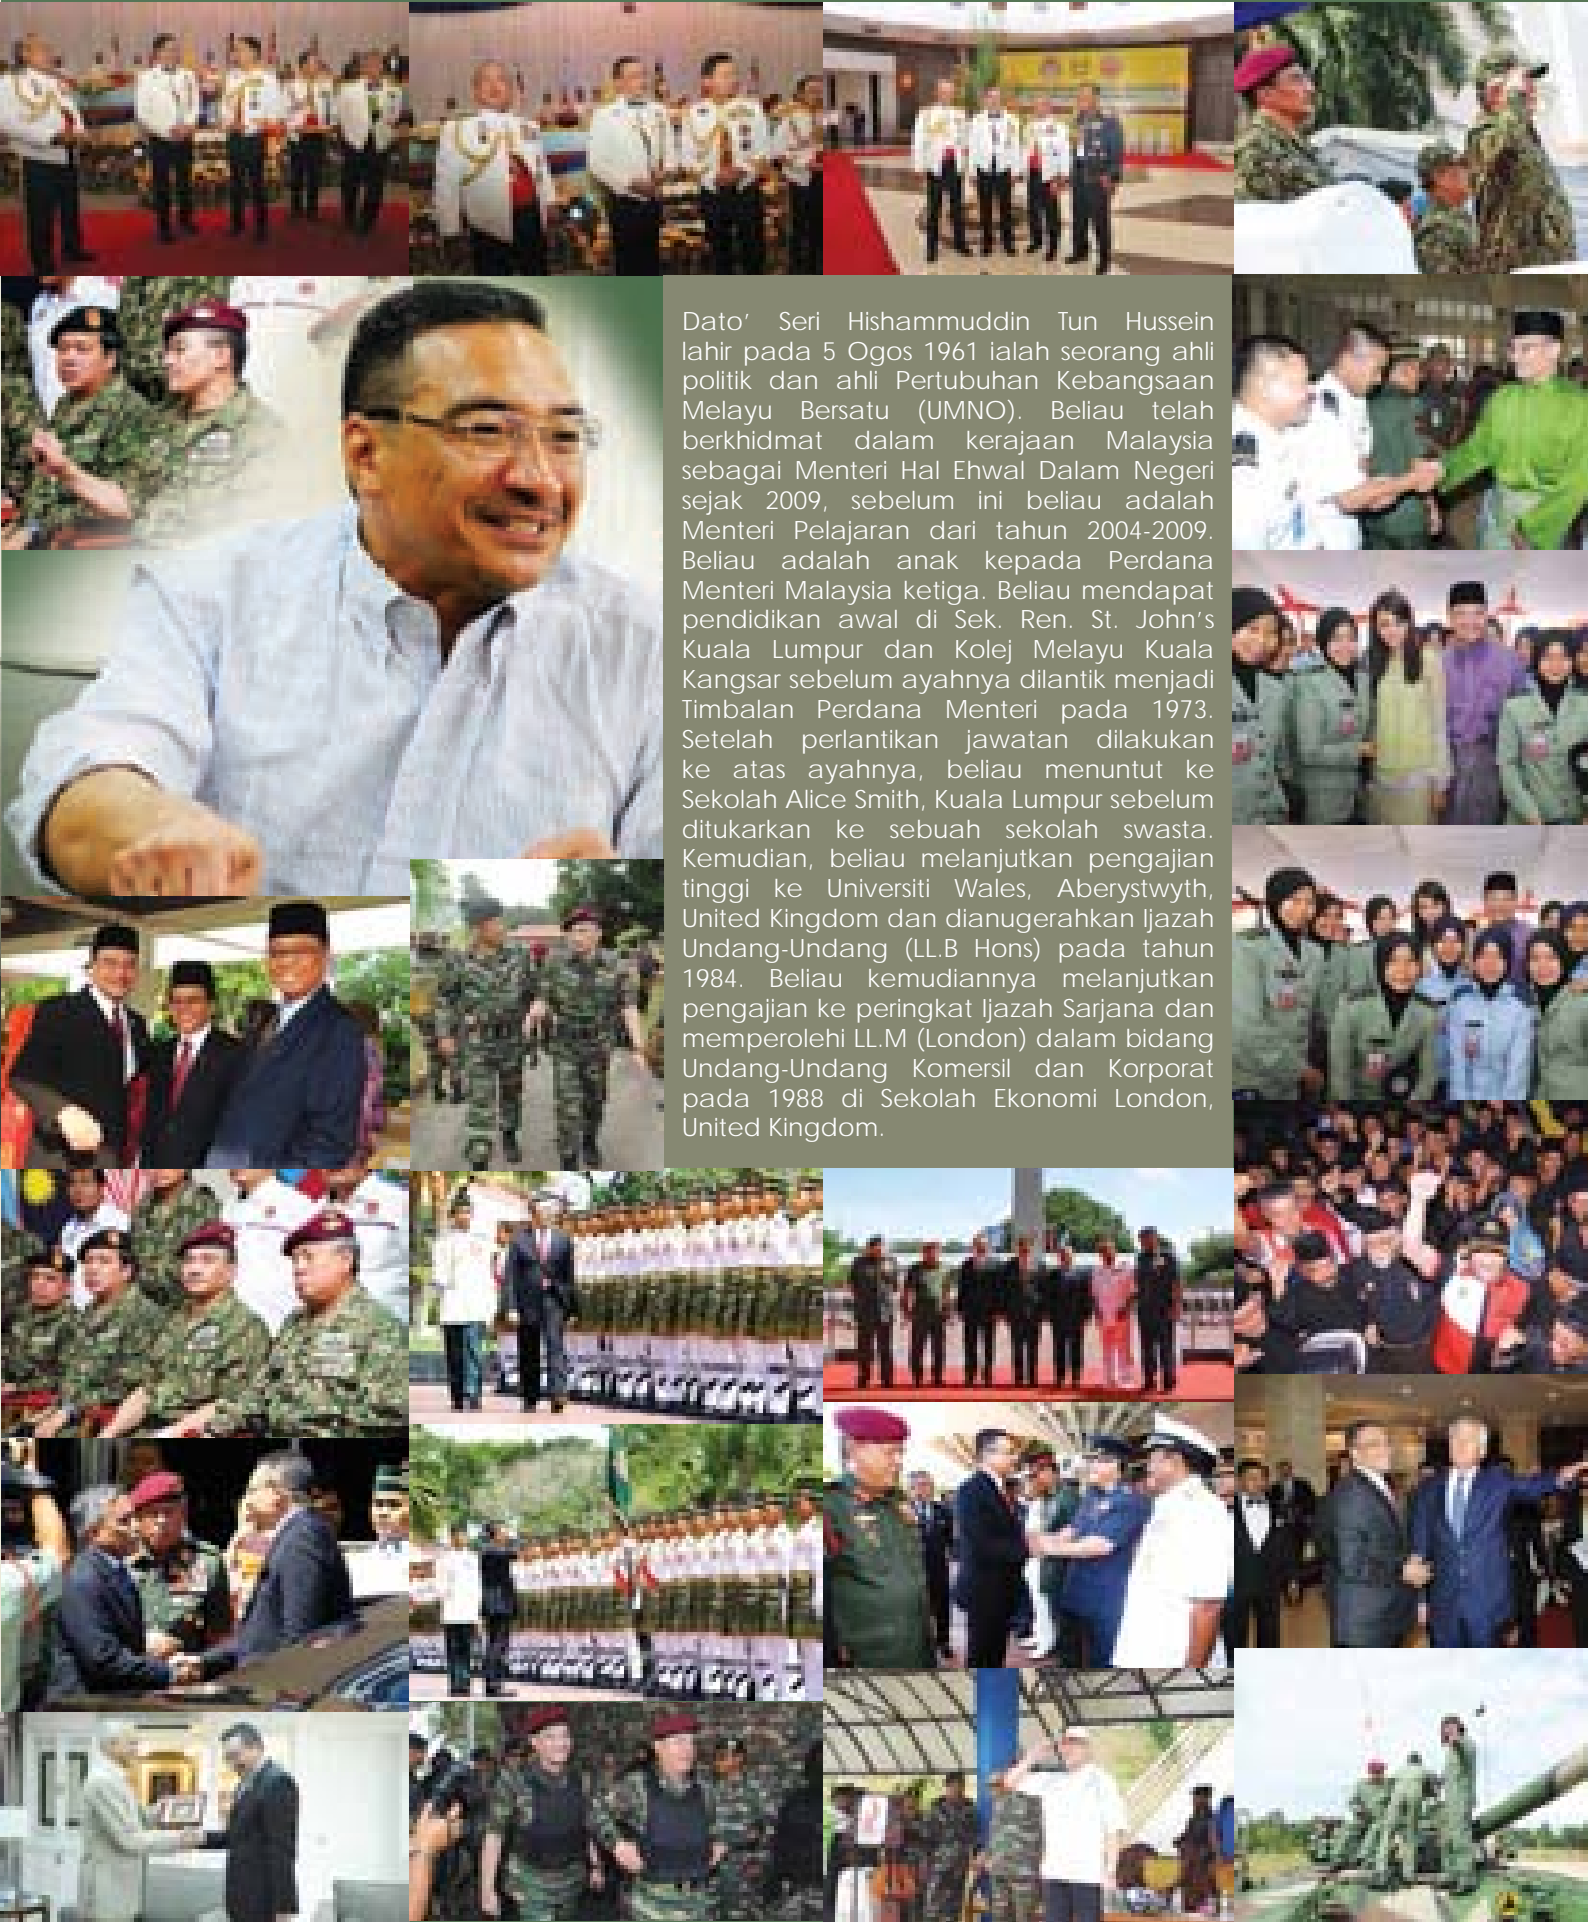 Dato' Seri Hishammuddin Tun Hussein
lahir pada 5 Ogos 1961 ialah seorang ahli
politik dan ahli Pertubuhan Kebangsaan
Melayu Bersatu (UMNO). Beliau telah
berkhidmat dalam kerajaan Malaysia
sebagai Menteri Hal Ehwal Dalam Negeri
sejak 2009, sebelum ini beliau adalah
Menteri Pelajaran dari tahun 2004-2009.
Beliau adalah anak kepada Perdana
Menteri Malaysia ketiga. Beliau mendapat
pendidikan awal di Sek. Ren. St. John's
Kuala Lumpur dan Kolej Melayu Kuala
Kangsar sebelum ayahnya dilantik menjadi
Timbalan Perdana Menteri pada 1973.
Setelah perlantikan jawatan dilakukan
ke atas ayahnya, beliau menuntut ke
Sekolah Alice Smith, Kuala Lumpur sebelum
ditukarkan ke sebuah sekolah swasta.
Kemudian, beliau melanjutkan pengajian
tinggi ke Universiti Wales, Aberystwyth,
United Kingdom dan dianugerahkan Ijazah
Undang-Undang (LL.B Hons) pada tahun
1984. Beliau kemudiannya melanjutkan
pengajian ke peringkat Ijazah Sarjana dan
memperolehi LL.M (London) dalam bidang
Undang-Undang Komersil dan Korporat
pada 1988 di Sekolah Ekonomi London,
United Kingdom.